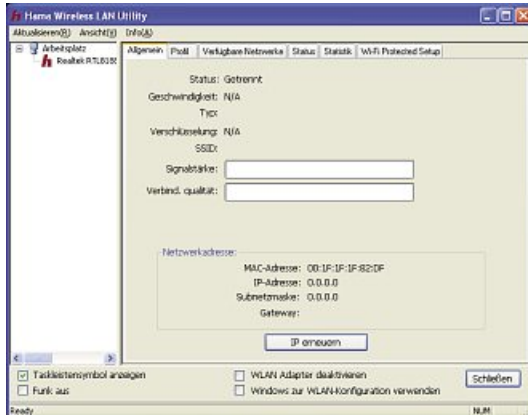 Hama Wireless LAN Utility
Aktualisieren(R) Ansicht(V) Info(A)
Arbeitsplatz
Realtek RTL8185
Allgemein Profil Verfügbare Netzwerke Status Statistik Wi-Fi Protected Setup
Status: Getrennt
Geschwindigkeit: N/A
Typ:
Verschlüsselung: N/A
SSID:
Signalstärke:
Verbind. qualität:
Netzwerkadresse:
MAC-Adresse: 00:1F:1F:1F:82:DF
IP-Adresse: 0.0.0.0
Subnetzmaske: 0.0.0.0
Gateway:
IP erneuern
Taskleistensymbol anzeigen
WLAN Adapter deaktivieren
Schließen
Funk aus
Windows zur WLAN-Konfiguration verwenden
Ready NUM